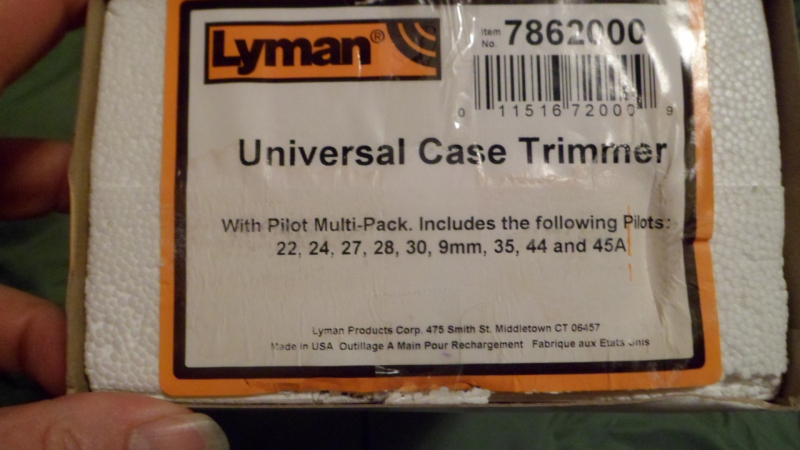 Lyman®
Item No. 7862000
0 11516 72000 9
Universal Case Trimmer
With Pilot Multi-Pack. Includes the following Pilots:
22, 24, 27, 28, 30, 9mm, 35, 44 and 45A
Lyman Products Corp. 475 Smith St. Middletown CT 06457
Made in USA Outillage A Main Pour Rechargement Fabrique aux Etats Unis